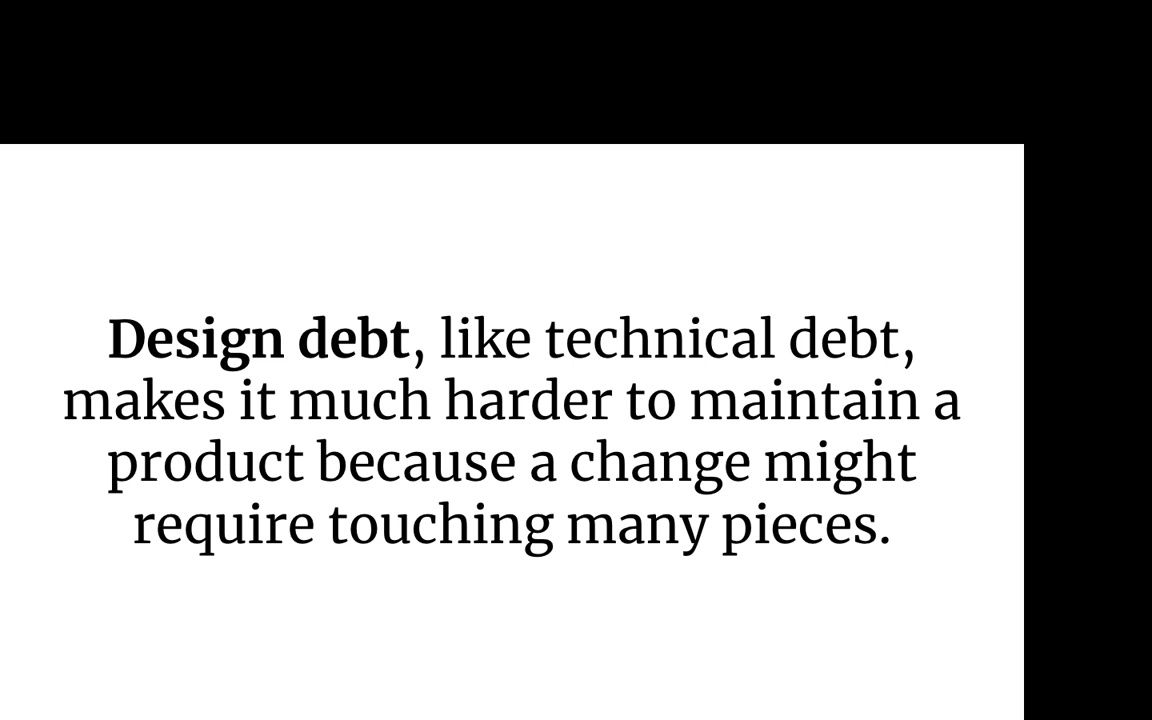 Design debt, like technical debt,
makes it much harder to maintain a
product because a change might
require touching many pieces.